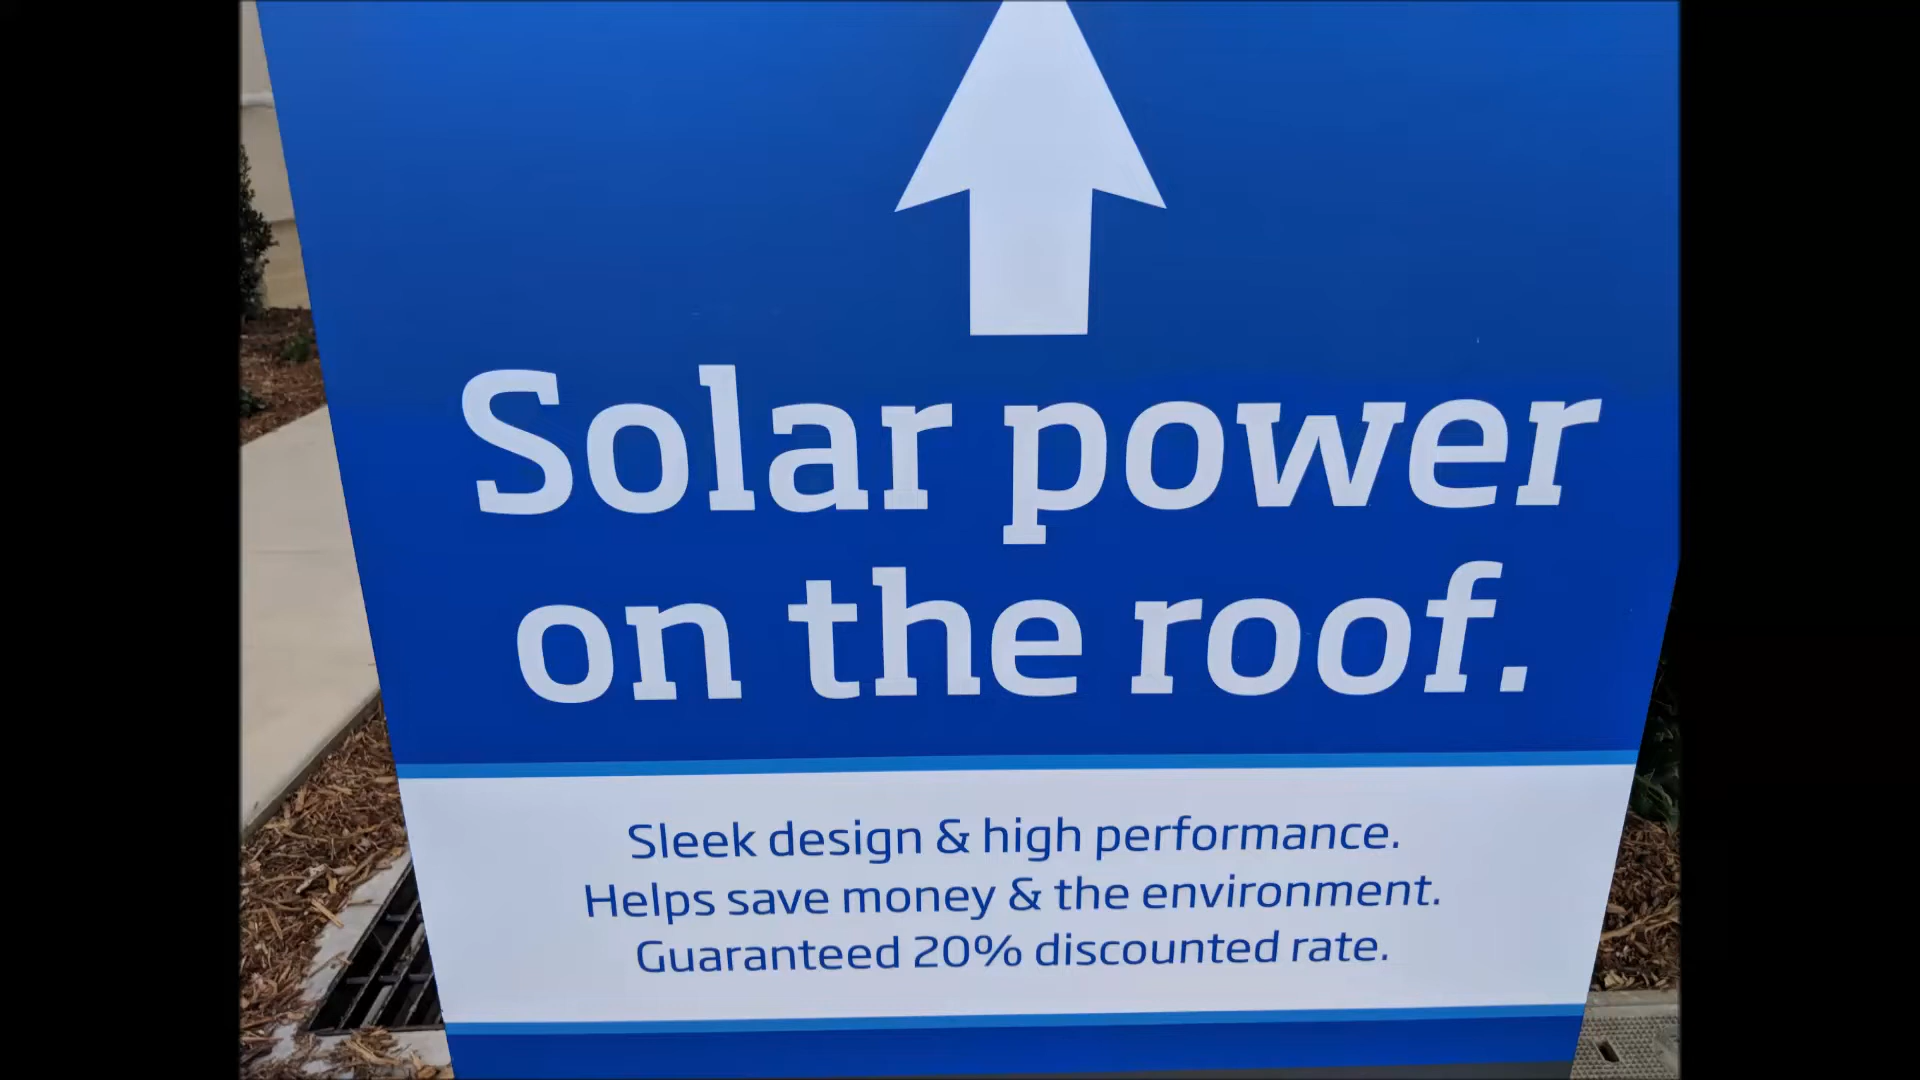 Solar power
on the roof.
Sleek design & high performance.
Helps save money & the environment.
Guaranteed 20% discounted rate.